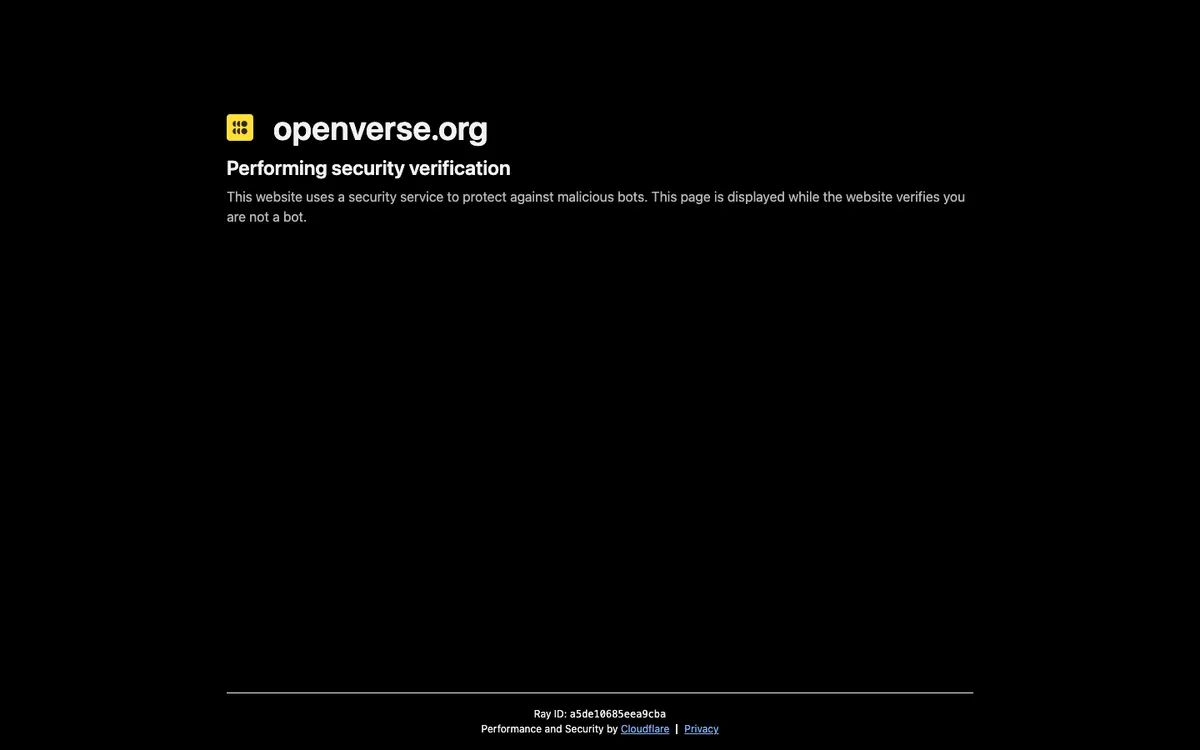 openverse.org
Performing security verification
This website uses a security service to protect against malicious bots. This page is displayed while the website verifies you
are not a bot.
Ray ID: a5de10685eea9cba
Performance and Security by Cloudflare | Privacy